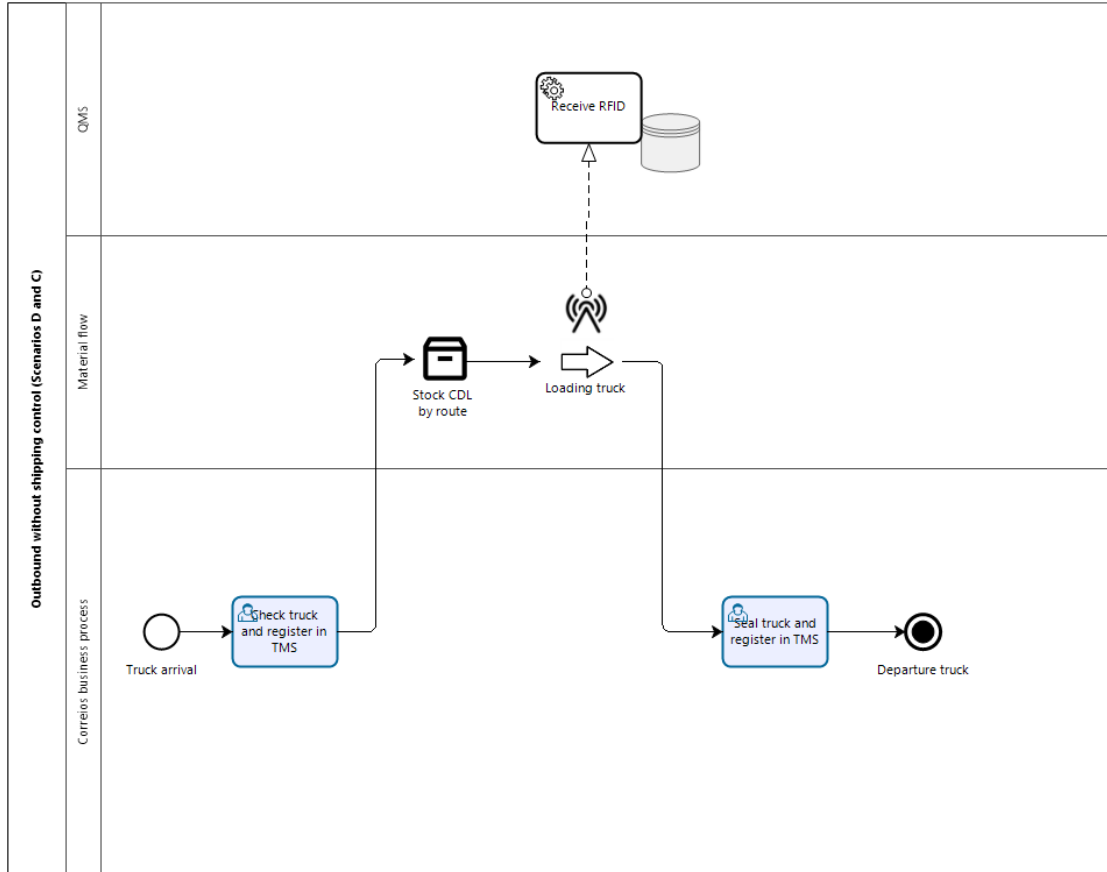 Outbound without shipping control (Scenarios D and C)
QMS
Receive RFID
Material flow
Stock CDL
by route
Loading truck
Correios business process
Truck arrival
Check truck
and register in
TMS
Seal truck and
register in TMS
Departure truck